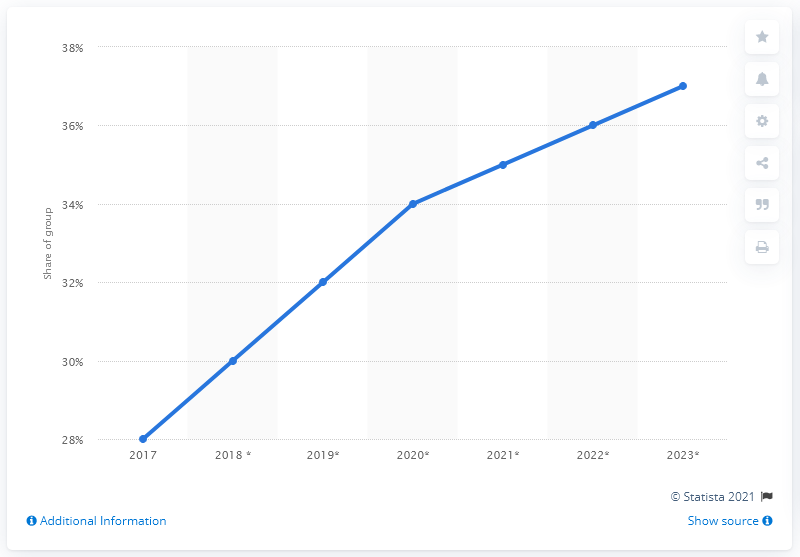 38%
36%
34%
32%
30%
28%
Share of group
2017 2018 * 2019* 2020* 2021* 2022* 2023*
© Statista 2021
Additional Information Show source